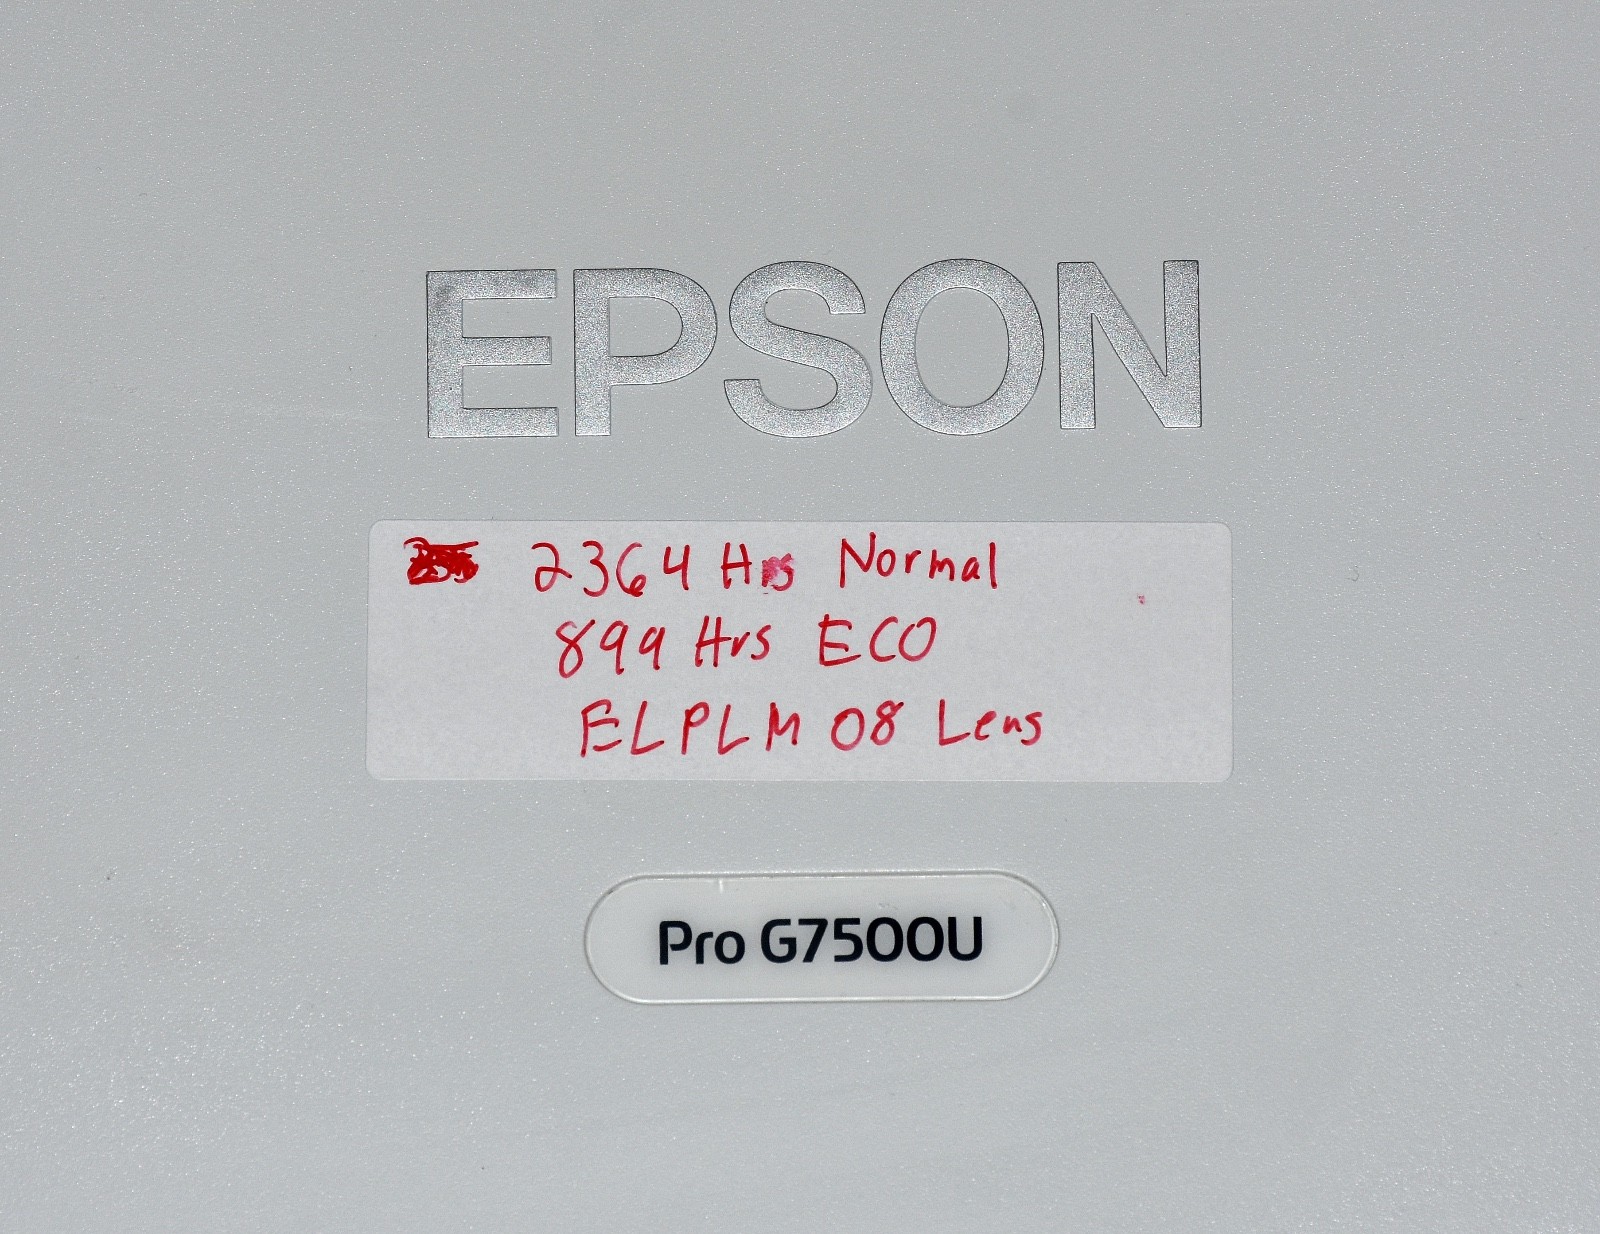 EPSON
2364 Hrs Normal
899 Hrs ECO
ELPLM 08 Lens
Pro G7500U